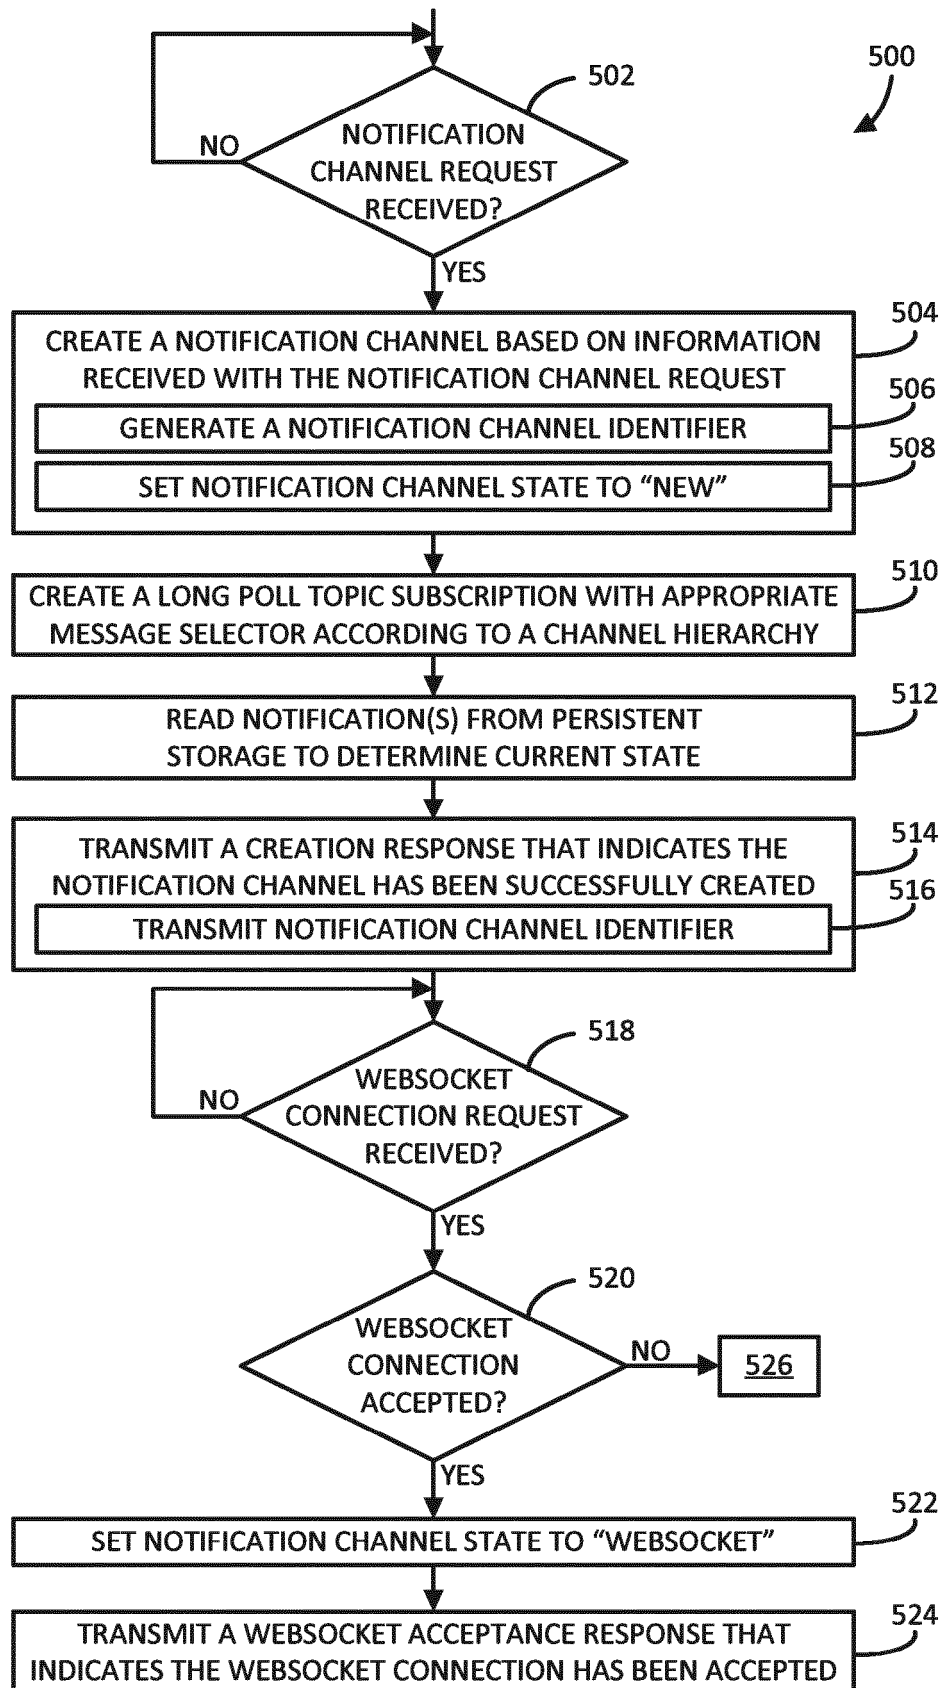 500
502
NOTIFICATION
CHANNEL REQUEST
RECEIVED?
NO
YES
504
CREATE A NOTIFICATION CHANNEL BASED ON INFORMATION
RECEIVED WITH THE NOTIFICATION CHANNEL REQUEST
506
GENERATE A NOTIFICATION CHANNEL IDENTIFIER
508
SET NOTIFICATION CHANNEL STATE TO “NEW”
510
CREATE A LONG POLL TOPIC SUBSCRIPTION WITH APPROPRIATE
MESSAGE SELECTOR ACCORDING TO A CHANNEL HIERARCHY
512
READ NOTIFICATION(S) FROM PERSISTENT
STORAGE TO DETERMINE CURRENT STATE
514
TRANSMIT A CREATION RESPONSE THAT INDICATES THE
NOTIFICATION CHANNEL HAS BEEN SUCCESSFULLY CREATED
516
TRANSMIT NOTIFICATION CHANNEL IDENTIFIER
518
WEBSOCKET
CONNECTION REQUEST
RECEIVED?
NO
YES
520
WEBSOCKET
CONNECTION
ACCEPTED?
NO
526
YES
522
SET NOTIFICATION CHANNEL STATE TO “WEBSOCKET”
524
TRANSMIT A WEBSOCKET ACCEPTANCE RESPONSE THAT
INDICATES THE WEBSOCKET CONNECTION HAS BEEN ACCEPTED